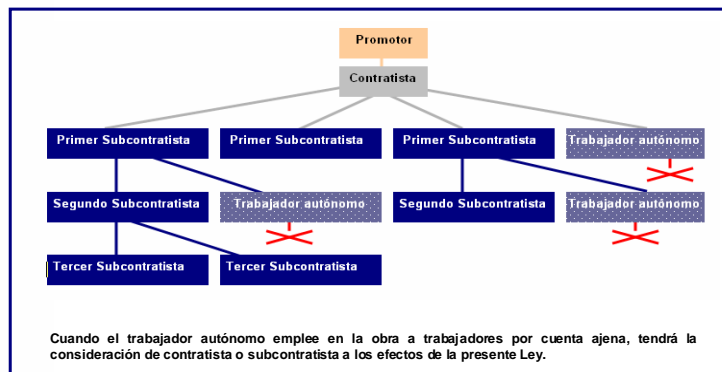 Promotor
Contratista
Primer Subcontratista
Primer Subcontratista
Primer Subcontratista
Trabajador autónomo
Segundo Subcontratista
Trabajador autónomo
Segundo Subcontratista
Trabajador autónomo
Tercer Subcontratista
Tercer Subcontratista
Cuando el trabajador autónomo emplee en la obra a trabajadores por cuenta ajena, tendrá la
consideración de contratista o subcontratista a los efectos de la presente Ley.